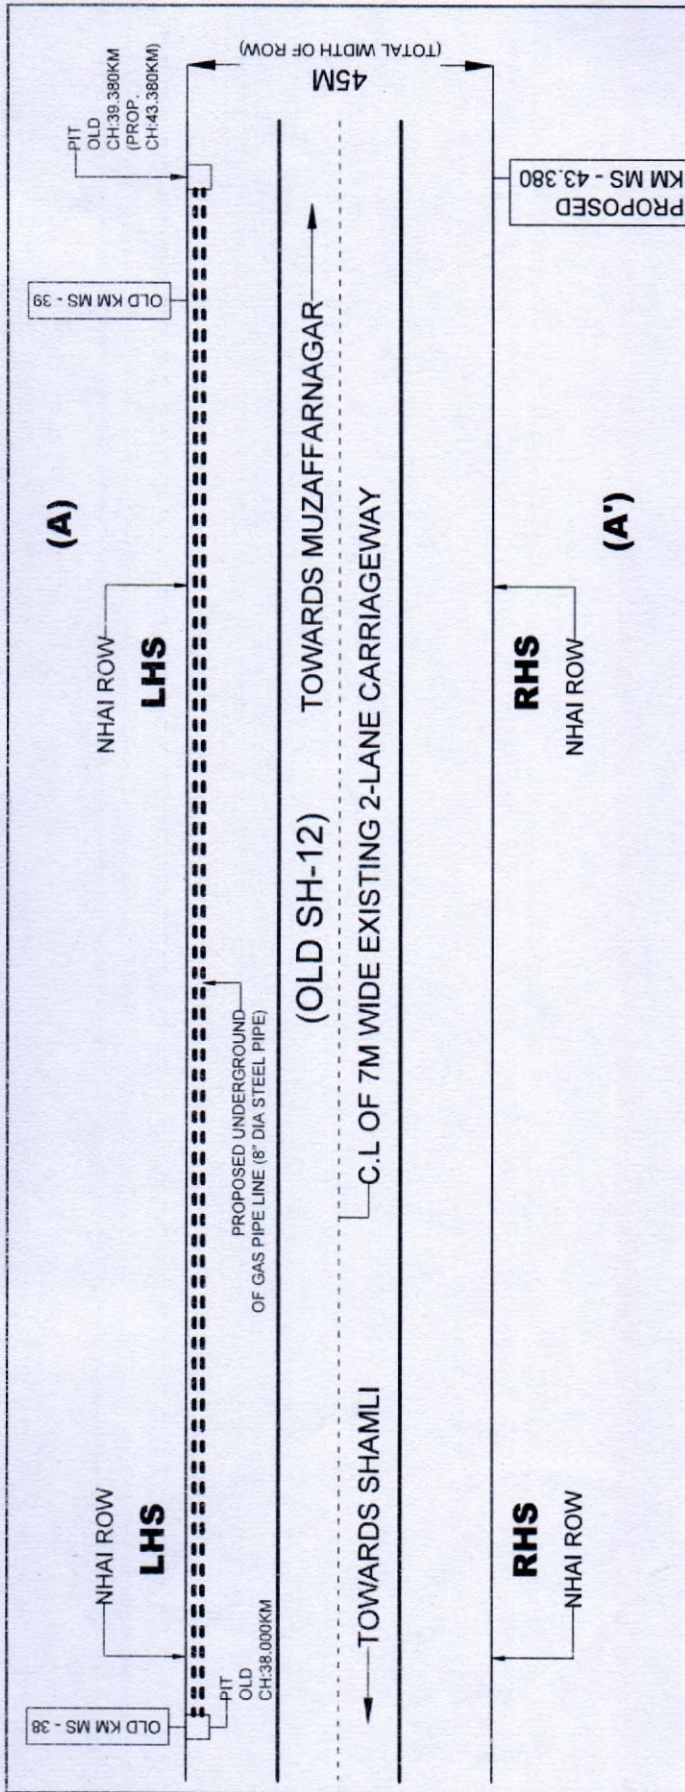 (A)
(A')
OLD KM MS - 38
OLD KM MS - 39
NHAI ROW
LHS
NHAI ROW
LHS
PIT
OLD
CH:39.380KM
(PROP.
CH:43.380KM)
PIT
OLD
CH:38.000KM
PROPOSED UNDERGROUND
OF GAS PIPE LINE (8" DIA STEEL PIPE)
45M
(TOTAL WIDTH OF ROW)
(OLD SH-12)
TOWARDS MUZAFFARNAGAR
C.L OF 7M WIDE EXISTING 2-LANE CARRIAGEWAY
TOWARDS SHAMLI
RHS
NHAI ROW
RHS
NHAI ROW
PROPOSED
KM MS - 43.380